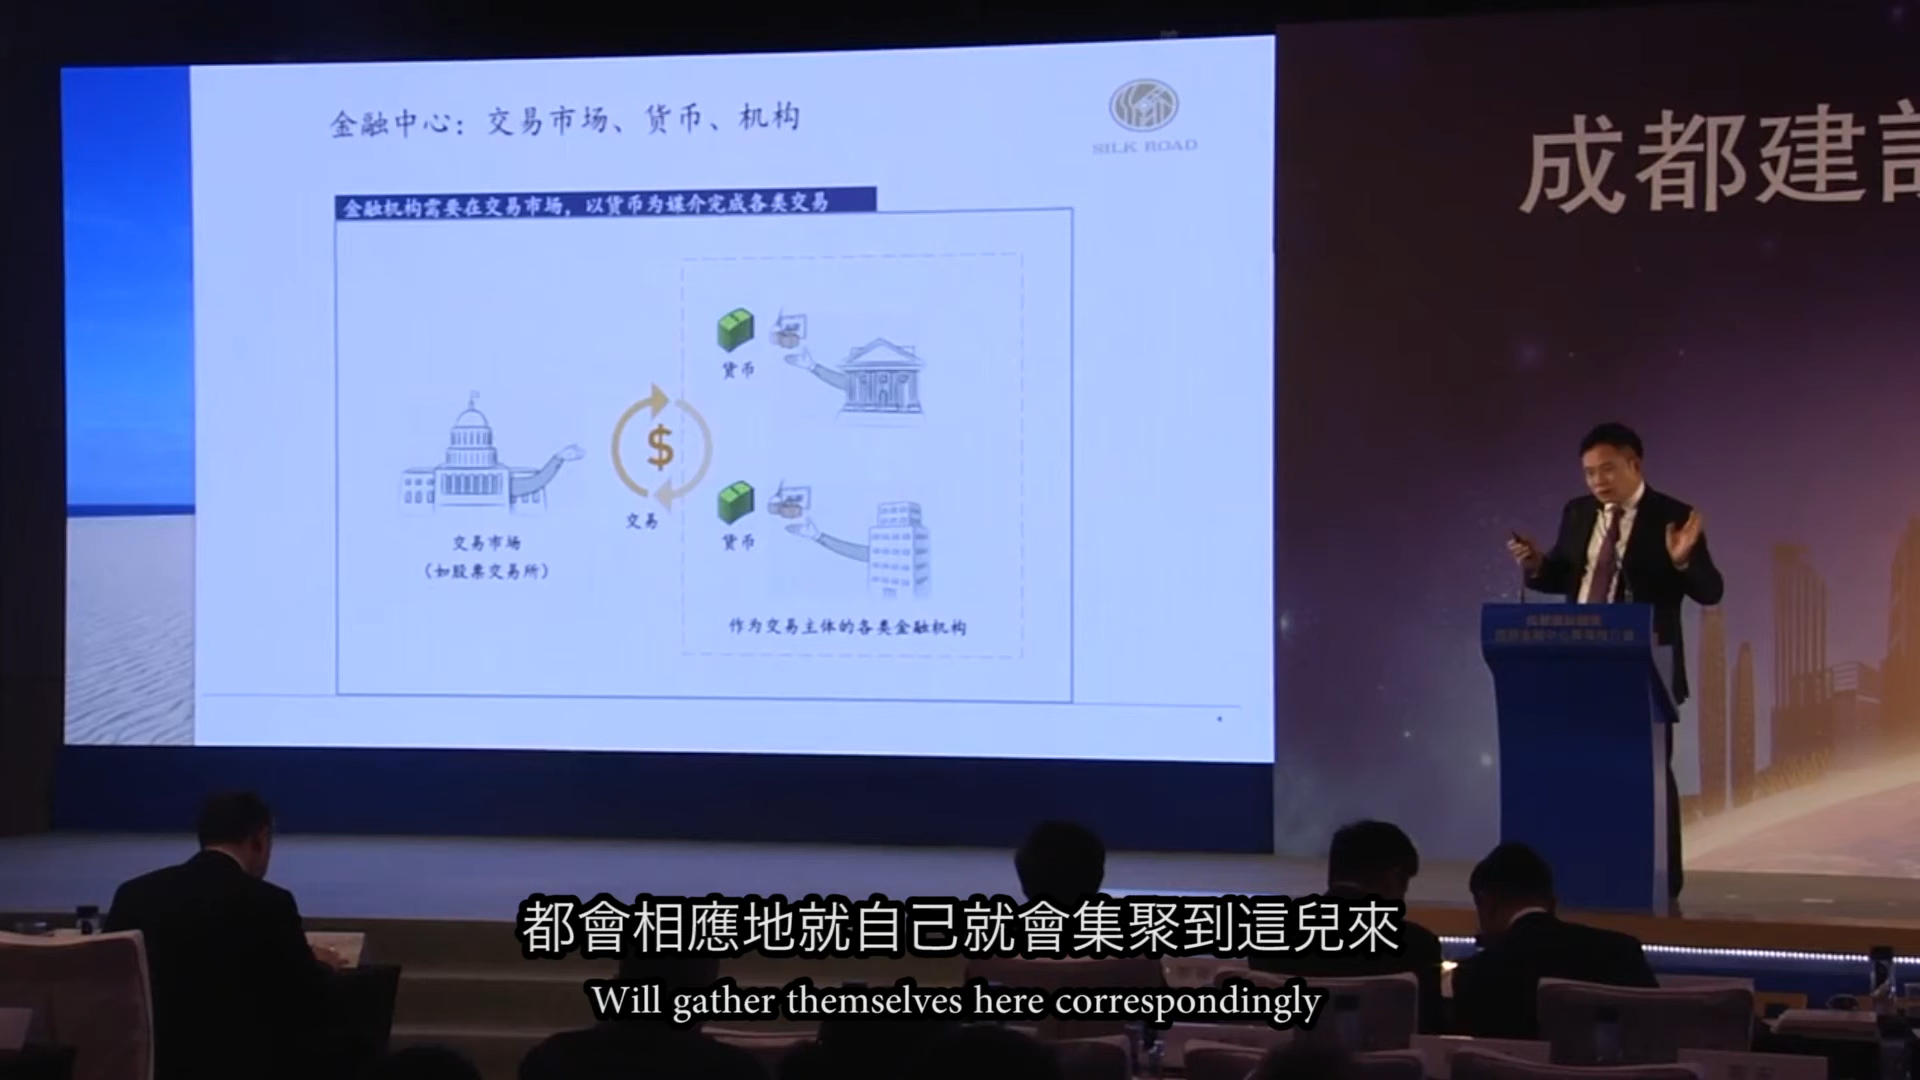 金融中心：交易市场、货币、机构
SILK ROAD
金融机构需要在交易市场，以货币为媒介完成各类交易
货币
$
交易
交易市场
（如股票交易所）
货币
作为交易主体的各类金融机构
成都建設
都會相應地就自己就會集聚到這兒來
Will gather themselves here correspondingly